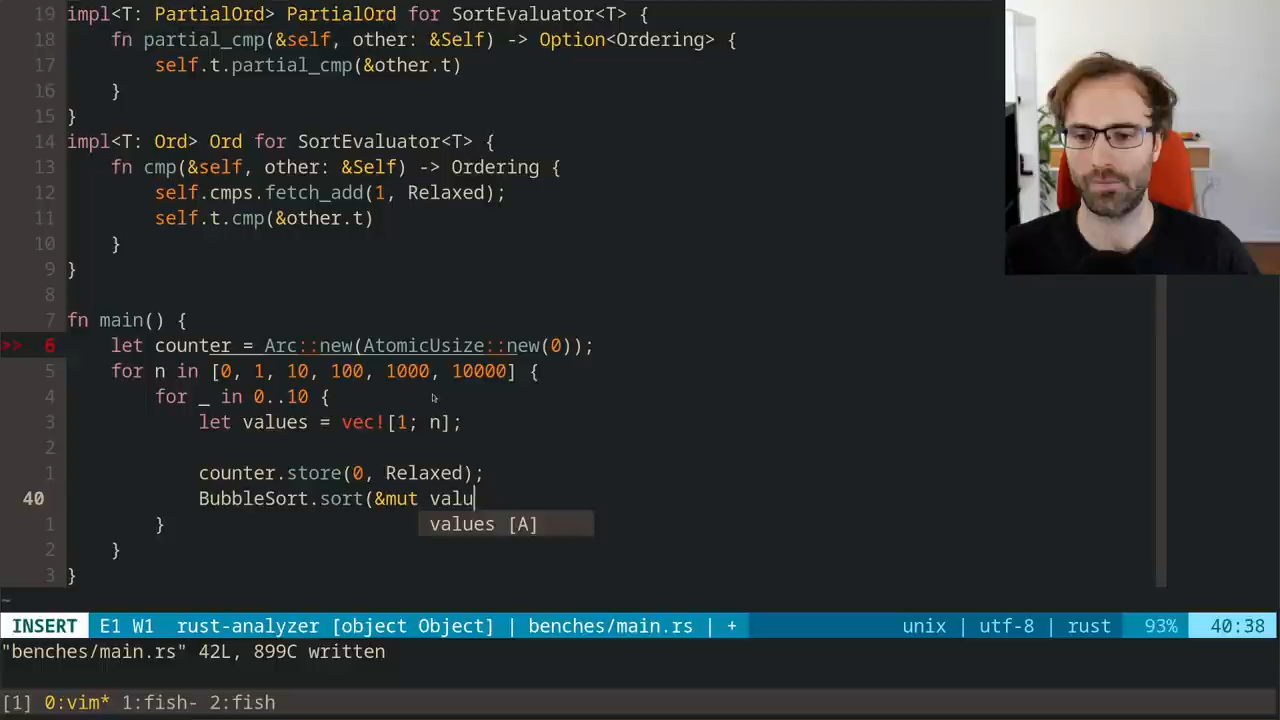 19 impl<T: PartialOrd> PartialOrd for SortEvaluator<T> {
18 fn partial_cmp(&self, other: &Self) -> Option<Ordering> {
17 self.t.partial_cmp(&other.t)
16 }
15 }
14 impl<T: Ord> Ord for SortEvaluator<T> {
13 fn cmp(&self, other: &Self) -> Ordering {
12 self.cmps.fetch_add(1, Relaxed);
11 self.t.cmp(&other.t)
10 }
9 }
8
7 fn main() {
>> 6 let counter = Arc::new(AtomicUsize::new(0));
5 for n in [0, 1, 10, 100, 1000, 10000] {
4 for _ in 0..10 {
3 let values = vec![1; n];
2
1 counter.store(0, Relaxed);
40 BubbleSort.sort(&mut valu
values [A]
1 }
2 }
3 }
~
INSERT E1 W1 rust-analyzer [object Object] | benches/main.rs | + unix | utf-8 | rust 93% 40:38
"benches/main.rs" 42L, 899C written
[1] 0:vim* 1:fish- 2:fish